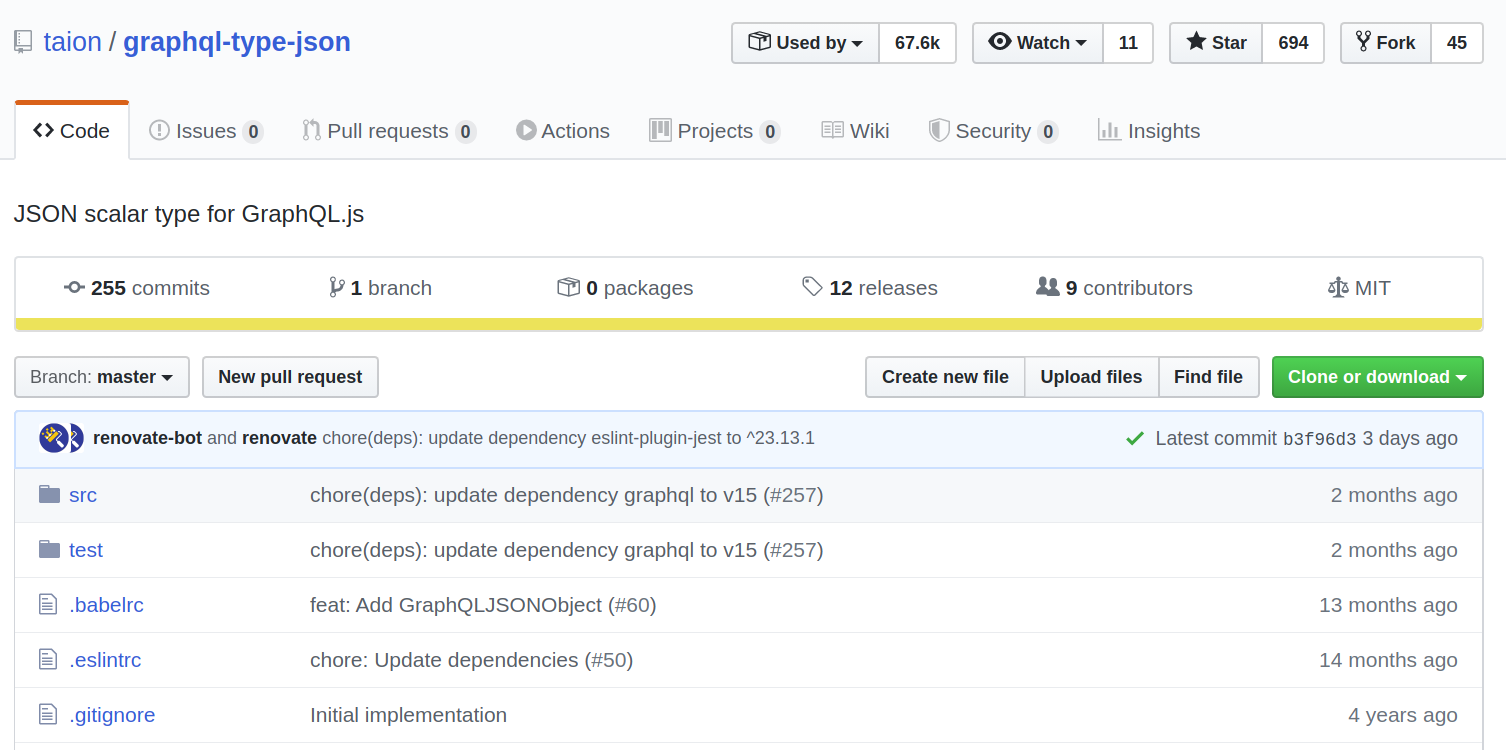 taion / graphql-type-json Used by 67.6k Watch 11 Star 694 Fork 45
Code Issues 0 Pull requests 0 Actions Projects 0 Wiki Security 0 Insights
JSON scalar type for GraphQL.js
255 commits 1 branch 0 packages 12 releases 9 contributors MIT
Branch: master New pull request Create new file Upload files Find file Clone or download
renovate-bot and renovate chore(deps): update dependency eslint-plugin-jest to ^23.13.1 Latest commit b3f96d3 3 days ago
src chore(deps): update dependency graphql to v15 (#257) 2 months ago
test chore(deps): update dependency graphql to v15 (#257) 2 months ago
.babelrc feat: Add GraphQLJSONObject (#60) 13 months ago
.eslintrc chore: Update dependencies (#50) 14 months ago
.gitignore Initial implementation 4 years ago